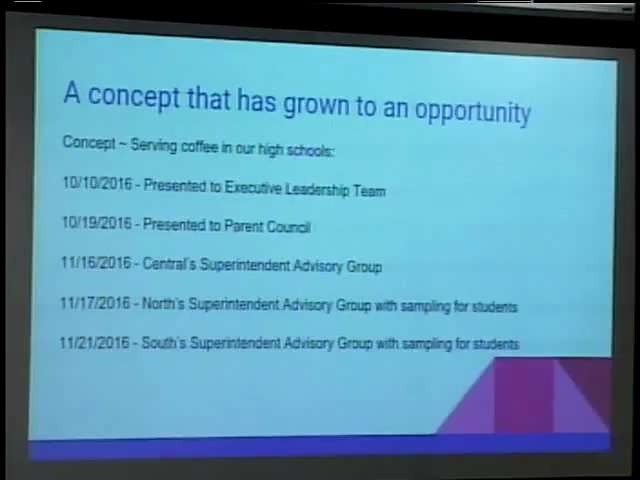 A concept that has grown to an opportunity
Concept ~ Serving coffee in our high schools:
10/10/2016 - Presented to Executive Leadership Team
10/19/2016 - Presented to Parent Council
11/16/2016 - Central's Superintendent Advisory Group
11/17/2016 - North's Superintendent Advisory Group with sampling for students
11/21/2016 - South's Superintendent Advisory Group with sampling for students